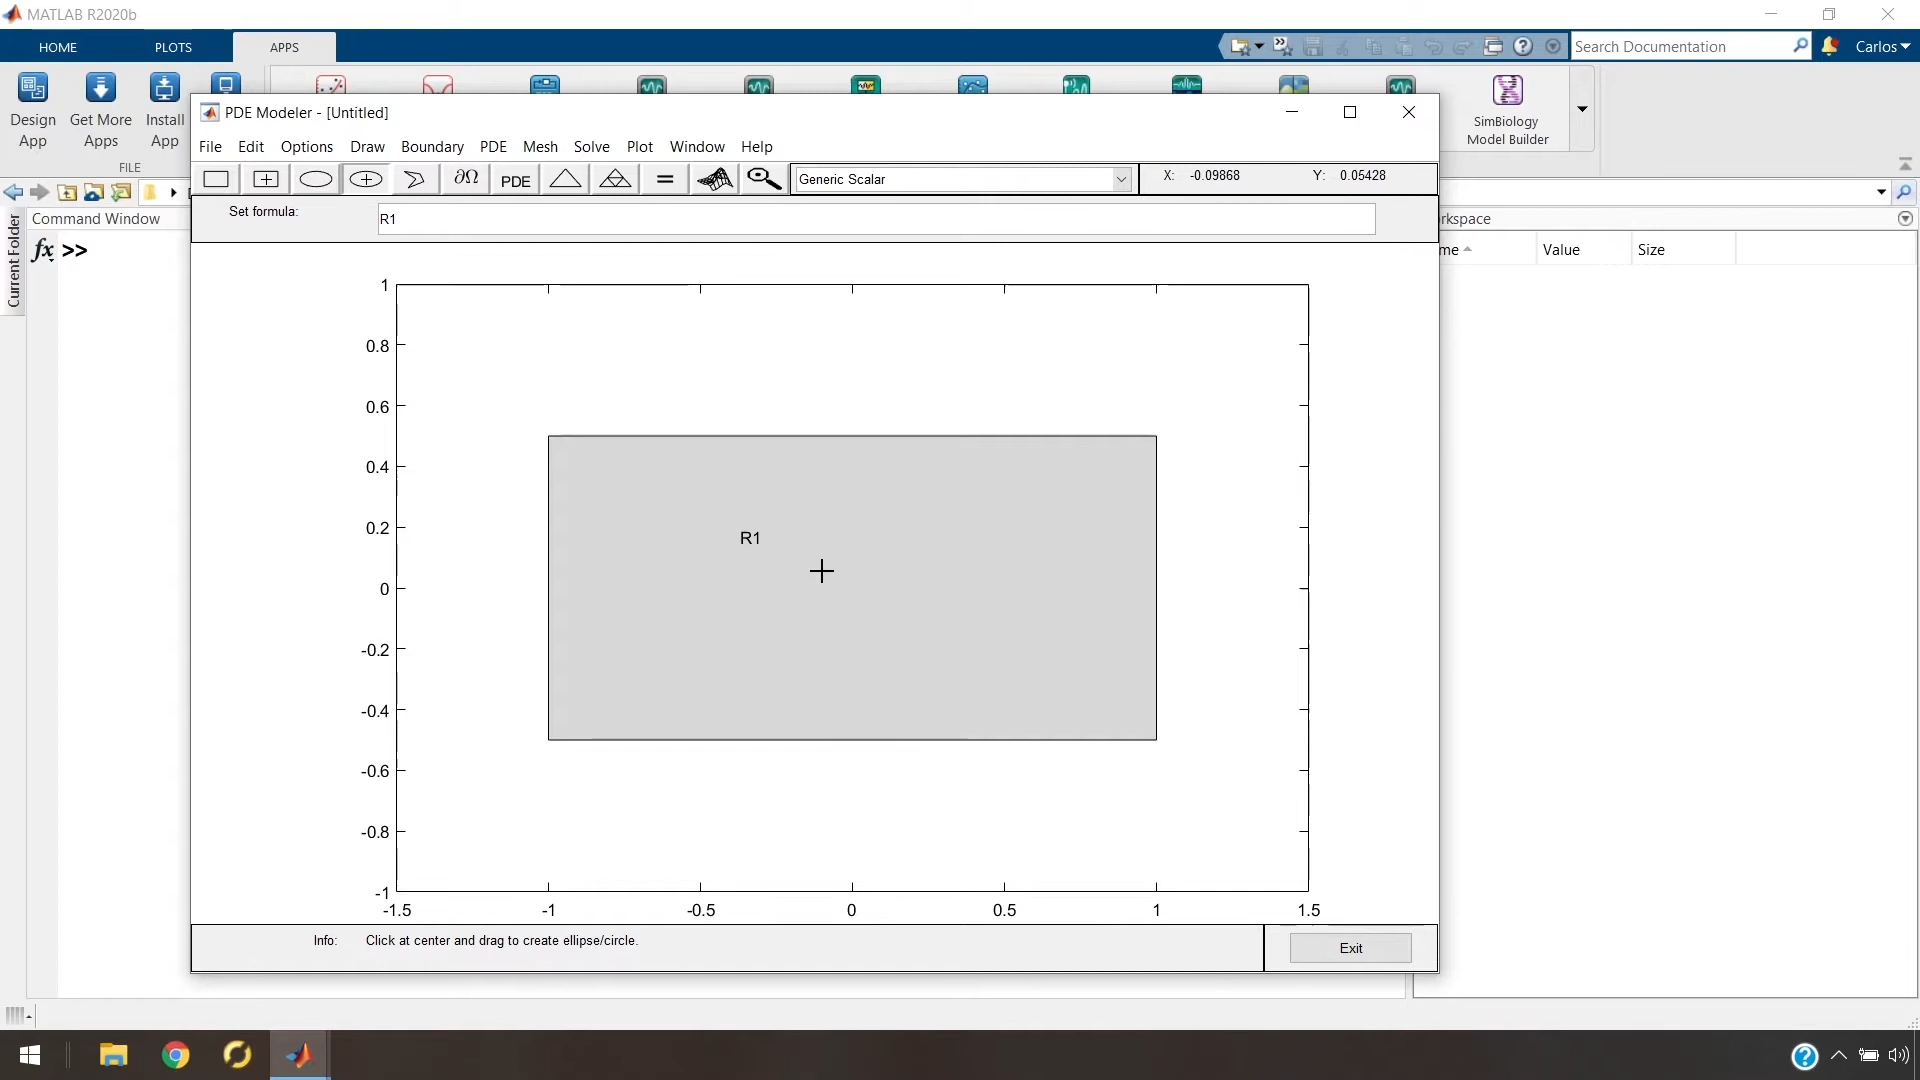 MATLAB R2020b
HOME PLOTS APPS
Search Documentation
Carlos
Design App
Get More Apps
Install App
FILE
SimBiology Model Builder
PDE Modeler - [Untitled]
File Edit Options Draw Boundary PDE Mesh Solve Plot Window Help
∂Ω PDE = Generic Scalar X: -0.09868 Y: 0.05428
Set formula: R1
Current Folder
Command Window
fx >>
rkspace
me Value Size
1
0.8
0.6
0.4
0.2
0
-0.2
-0.4
-0.6
-0.8
-1
R1
-1.5 -1 -0.5 0 0.5 1 1.5
Info: Click at center and drag to create ellipse/circle.
Exit